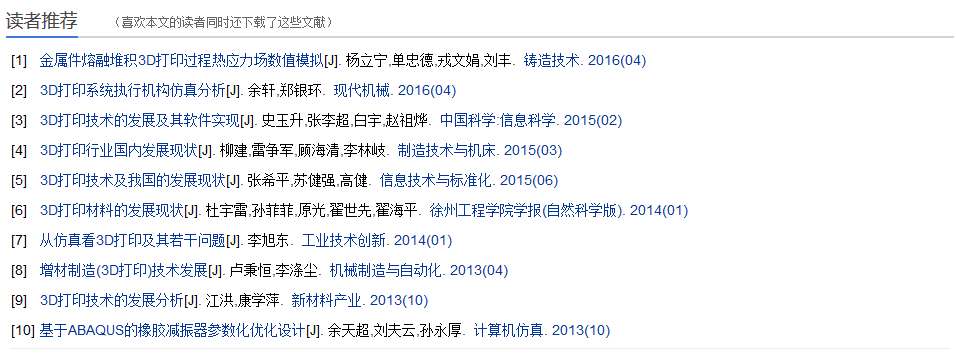 读者推荐 （喜欢本文的读者同时还下载了这些文献）
[1] 金属件熔融堆积3D打印过程热应力场数值模拟[J]. 杨立宁,单忠德,戎文娟,刘丰. 铸造技术. 2016(04)
[2] 3D打印系统执行机构仿真分析[J]. 余轩,郑银环. 现代机械. 2016(04)
[3] 3D打印技术的发展及其软件实现[J]. 史玉升,张李超,白宇,赵祖烨. 中国科学:信息科学. 2015(02)
[4] 3D打印行业国内发展现状[J]. 柳建,雷争军,顾海清,李林岐. 制造技术与机床. 2015(03)
[5] 3D打印技术及我国的发展现状[J]. 张希平,苏健强,高健. 信息技术与标准化. 2015(06)
[6] 3D打印材料的发展现状[J]. 杜宇雷,孙菲菲,原光,翟世先,翟海平. 徐州工程学院学报(自然科学版). 2014(01)
[7] 从仿真看3D打印及其若干问题[J]. 李旭东. 工业技术创新. 2014(01)
[8] 增材制造(3D打印)技术发展[J]. 卢秉恒,李涤尘. 机械制造与自动化. 2013(04)
[9] 3D打印技术的发展分析[J]. 江洪,康学萍. 新材料产业. 2013(10)
[10] 基于ABAQUS的橡胶减振器参数化优化设计[J]. 余天超,刘夫云,孙永厚. 计算机仿真. 2013(10)